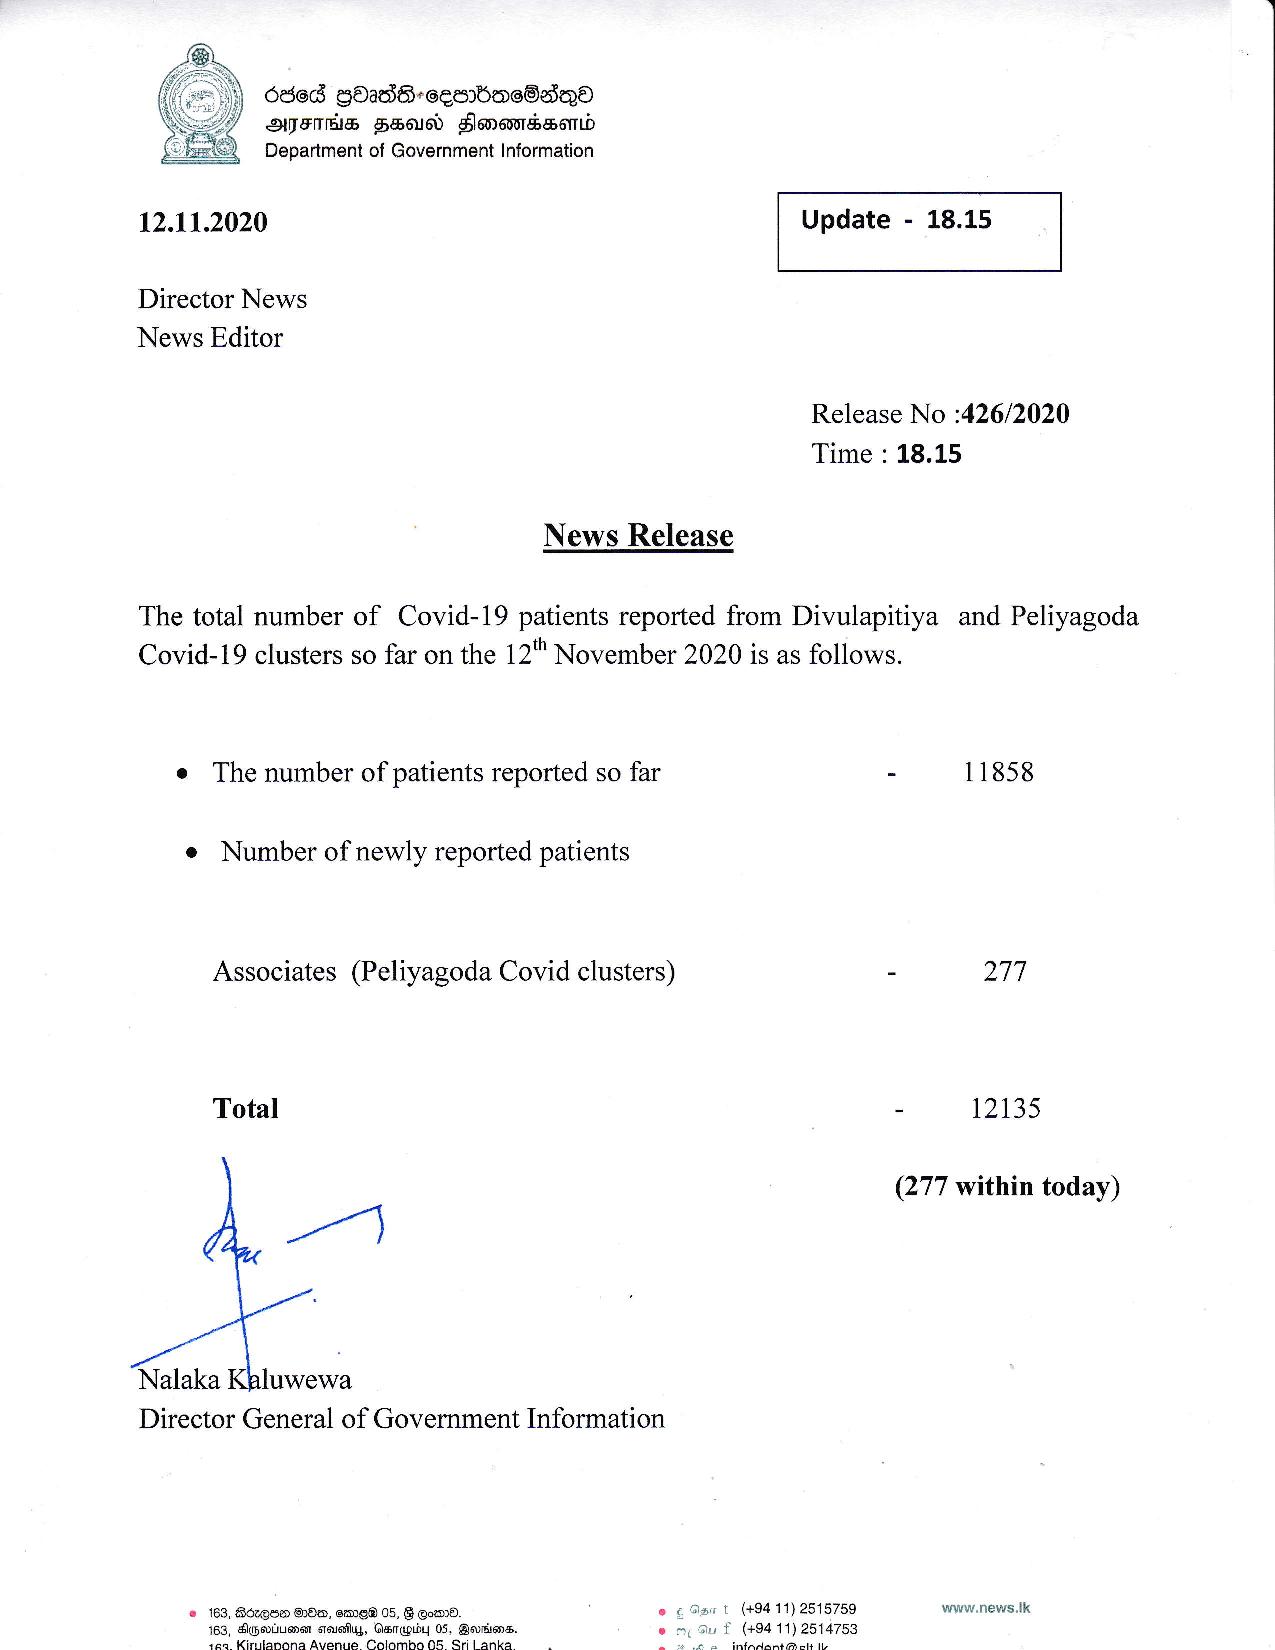 රජයේ ප්‍රවෘත්ති දෙපාර්තමේන්තුව
அரசாங்க தகவல் திணைக்களம்
Department of Government Information
12.11.2020
Update - 18.15
Director News
News Editor
Release No :426/2020
Time : 18.15
News Release
The total number of Covid-19 patients reported from Divulapitiya and Peliyagoda
Covid-19 clusters so far on the 12th November 2020 is as follows.
• The number of patients reported so far - 11858
• Number of newly reported patients
Associates (Peliyagoda Covid clusters) - 277
Total - 12135
(277 within today)
Nalaka Kaluwewa
Director General of Government Information
163, කිරුළපන මාවත, කොළඹ 05, ශ්‍රී ලංකාව.
163, கிருலப்பனை எவனியூ, கொழும்பு 05, இலங்கை.
163, Kirulapona Avenue, Colombo 05, Sri Lanka.
(+94 11) 2515759
(+94 11) 2514753
infodept@slt.lk
www.news.lk